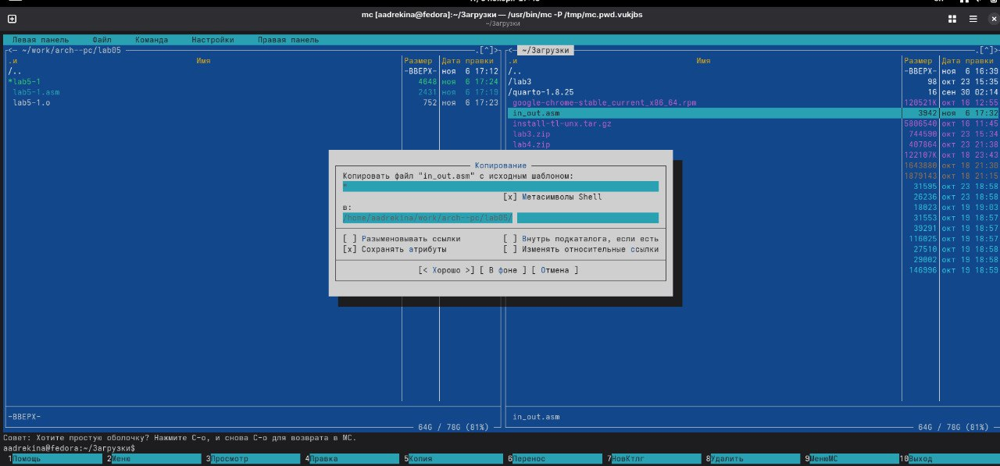 mc [aadrekina@fedora]:~/Загрузки — /usr/bin/mc -P /tmp/mc.pwd.vukjbs
~/Загрузки
Левая панель Файл Команда Настройки Правая панель
<— ~/work/arch--pc/lab05 .[^]>
.и Имя Размер Дата правки
/.. -ВВЕРХ- ноя 6 17:12
*lab5-1 4648 ноя 6 17:24
lab5-1.asm 2431 ноя 6 17:19
lab5-1.o 752 ноя 6 17:23
-ВВЕРХ-
64G / 78G (81%)
<— ~/Загрузки .[^]>
.и Имя Размер Дата правки
/.. -ВВЕРХ- ноя 6 16:39
/lab3 98 окт 23 15:35
/quarto-1.8.25 16 сен 30 02:14
google-chrome-stable_current_x86_64.rpm 120521K окт 16 12:55
in_out.asm 3942 ноя 6 17:32
install-tl-unx.tar.gz 5806540 окт 16 11:45
lab3.zip 744590 окт 23 15:34
lab4.zip 407864 окт 23 21:38
122107K окт 18 23:43
1643880 окт 18 21:30
1879143 окт 18 21:15
31595 окт 23 18:58
26236 окт 23 18:58
18023 окт 19 19:03
31553 окт 19 18:57
39291 окт 19 18:57
116025 окт 19 18:57
27510 окт 19 18:58
29002 окт 19 18:58
146996 окт 19 18:59
in_out.asm
64G / 78G (81%)
Копирование
Копировать файл "in_out.asm" с исходным шаблоном:
*
[x] Метасимволы Shell
в:
/home/aadrekina/work/arch--pc/lab05/
[ ] Разыменовывать ссылки [ ] Внутрь подкаталога, если есть
[x] Сохранять атрибуты [ ] Изменять относительные ссылки
[< Хорошо >] [ В фоне ] [ Отмена ]
Совет: Хотите простую оболочку? Нажмите C-o, и снова C-o для возврата в MC.
aadrekina@fedora:~/Загрузки$
1Помощь 2Меню 3Просмотр 4Правка 5Копия 6Перенос 7НовКтлг 8Удалить 9МенюMC 10Выход